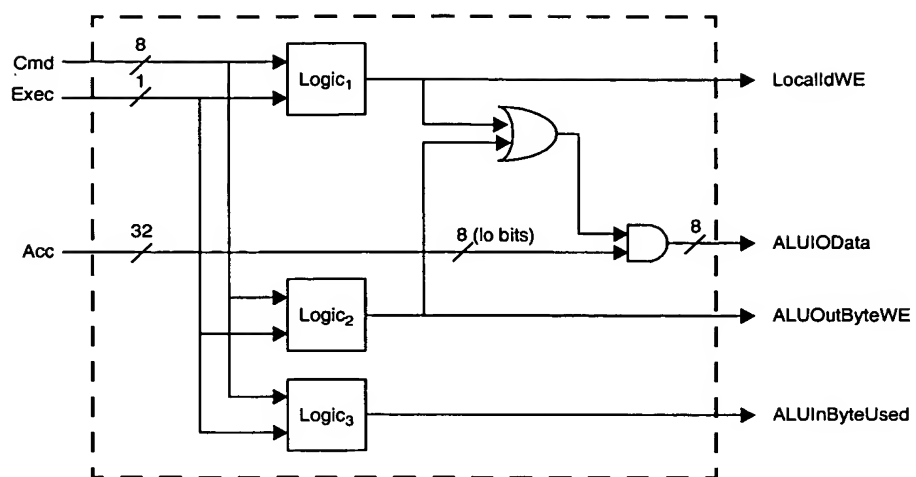 Cmd
8
Exec
1
Logic1
LocalIdWE
Acc
32
8 (lo bits)
8
ALUIOData
Logic2
ALUOutByteWE
Logic3
ALUInByteUsed